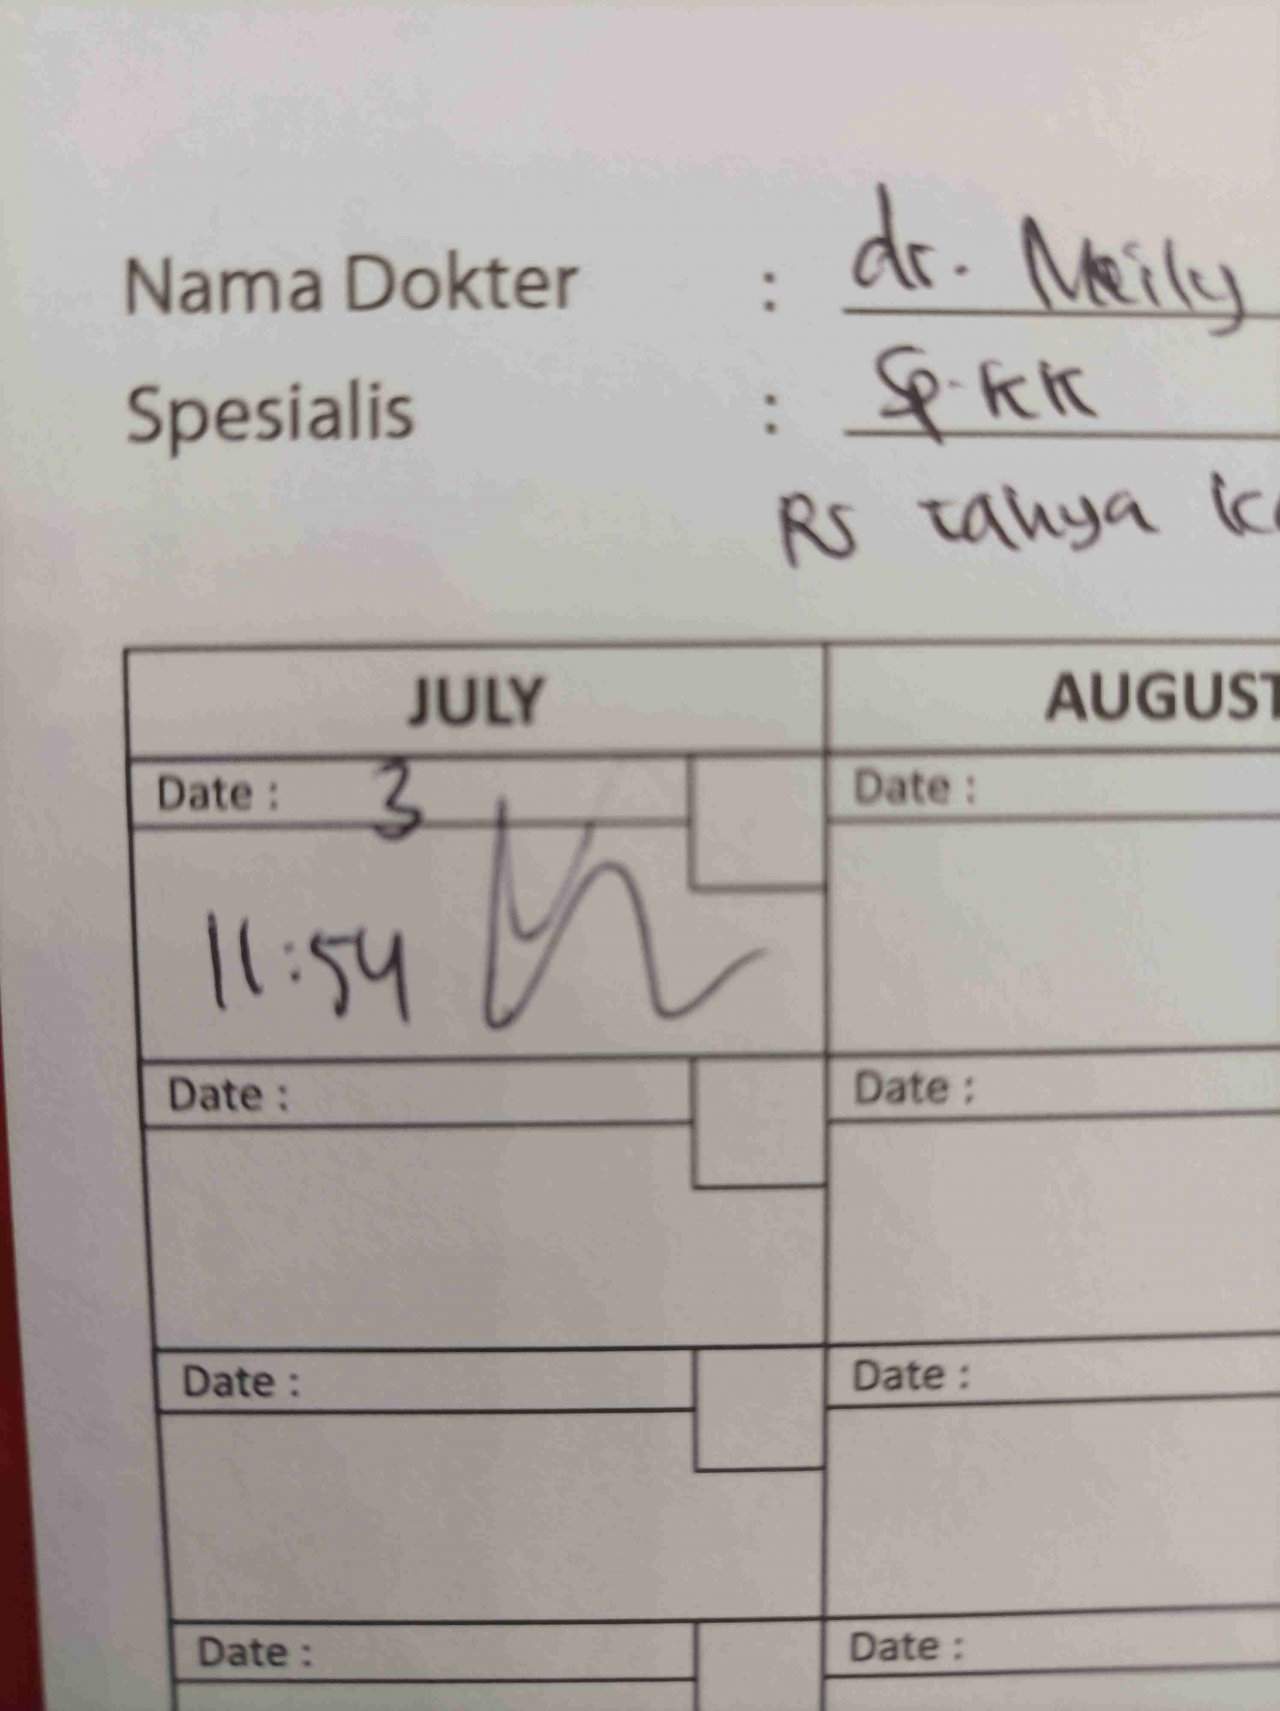 Nama Dokter : dr. Meily
Spesialis : Sp.KK
Rs tahya
JULY AUGUST
Date : 3 Date :
11:54
Date : Date :
Date : Date :
Date : Date :